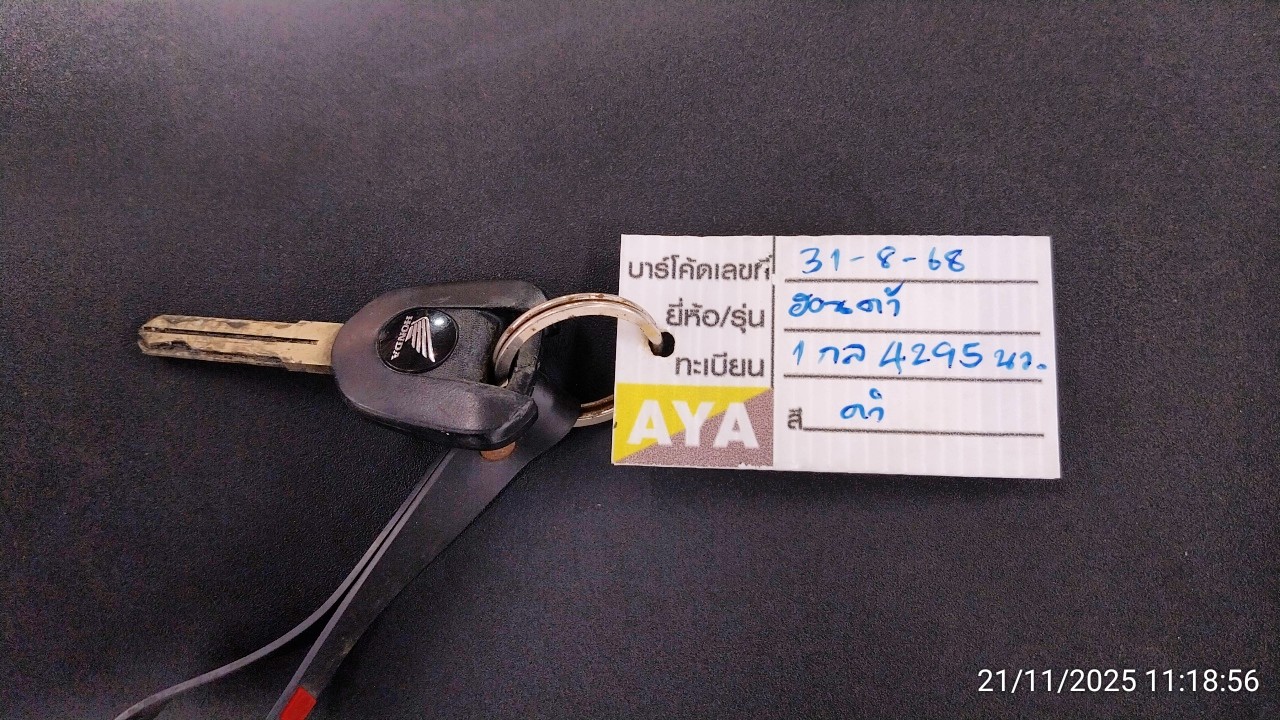 HONDA
บาร์โค้ดเลขที่ 31-8-68
ยี่ห้อ/รุ่น ฮอนด้า
ทะเบียน 1 กล 4295 นว.
AYA
สี ดำ
21/11/2025 11:18:56